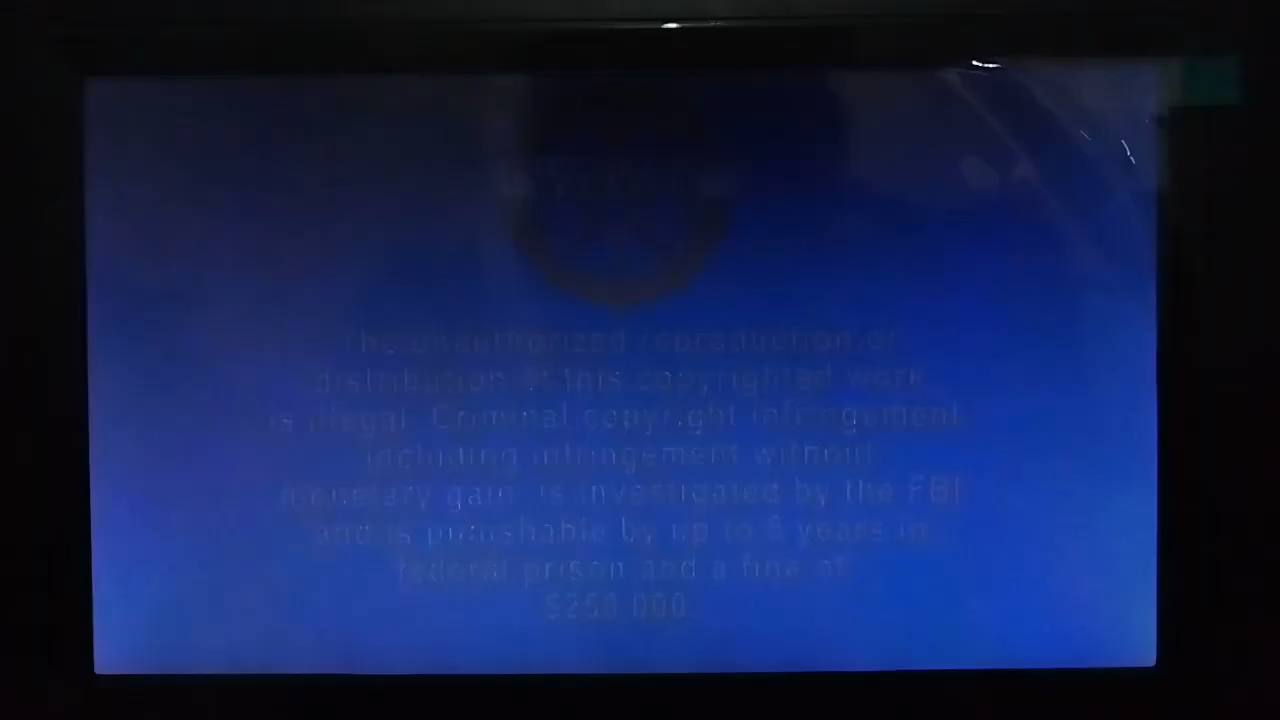 The unauthorized reproduction or
distribution of this copyrighted work
is illegal. Criminal copyright infringement
including infringement without
monetary gain, is investigated by the FBI
and is punishable by up to 5 years in
federal prison and a fine of
$250,000.